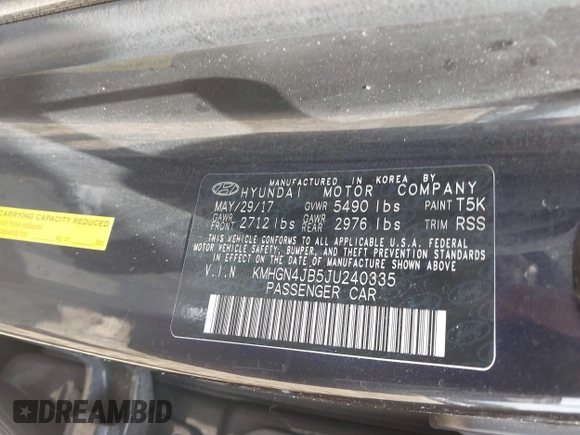 MANUFACTURED IN KOREA BY
HYUNDAI MOTOR COMPANY
MAY/29/17 GVWR 5490 lbs PAINT T5K
GAWR FRONT 2712 lbs GAWR REAR 2976 lbs TRIM RSS
THIS VEHICLE CONFORMS TO ALL APPLICABLE U.S.A. FEDERAL
MOTOR VEHICLE SAFETY, BUMPER, AND THEFT PREVENTION STANDARDS
IN EFFECT ON THE DATE OF MANUFACTURE SHOWN ABOVE.
V.I.N KMHGN4JB5JU240335
PASSENGER CAR
CARRYING CAPACITY REDUCED
DREAMBID